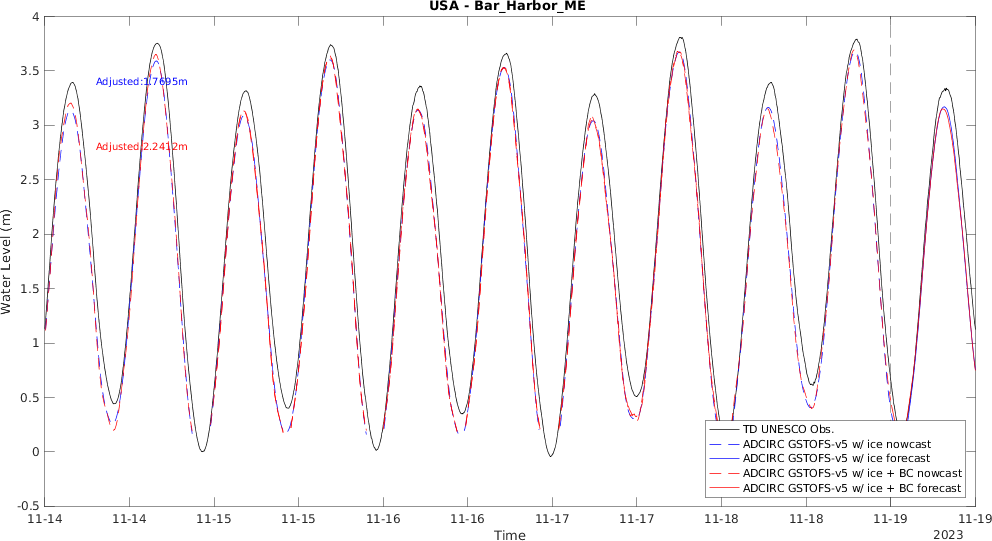 USA - Bar_Harbor_ME
4
3.5
3
2.5
2
1.5
1
0.5
0
-0.5
Water Level (m)
Adjusted:1.7695m
Adjusted:2.2412m
TD UNESCO Obs.
ADCIRC GSTOFS-v5 w/ ice nowcast
ADCIRC GSTOFS-v5 w/ ice forecast
ADCIRC GSTOFS-v5 w/ ice + BC nowcast
ADCIRC GSTOFS-v5 w/ ice + BC forecast
11-14 11-14 11-15 11-15 11-16 11-16 11-17 11-17 11-18 11-18 11-19 11-19
Time
2023